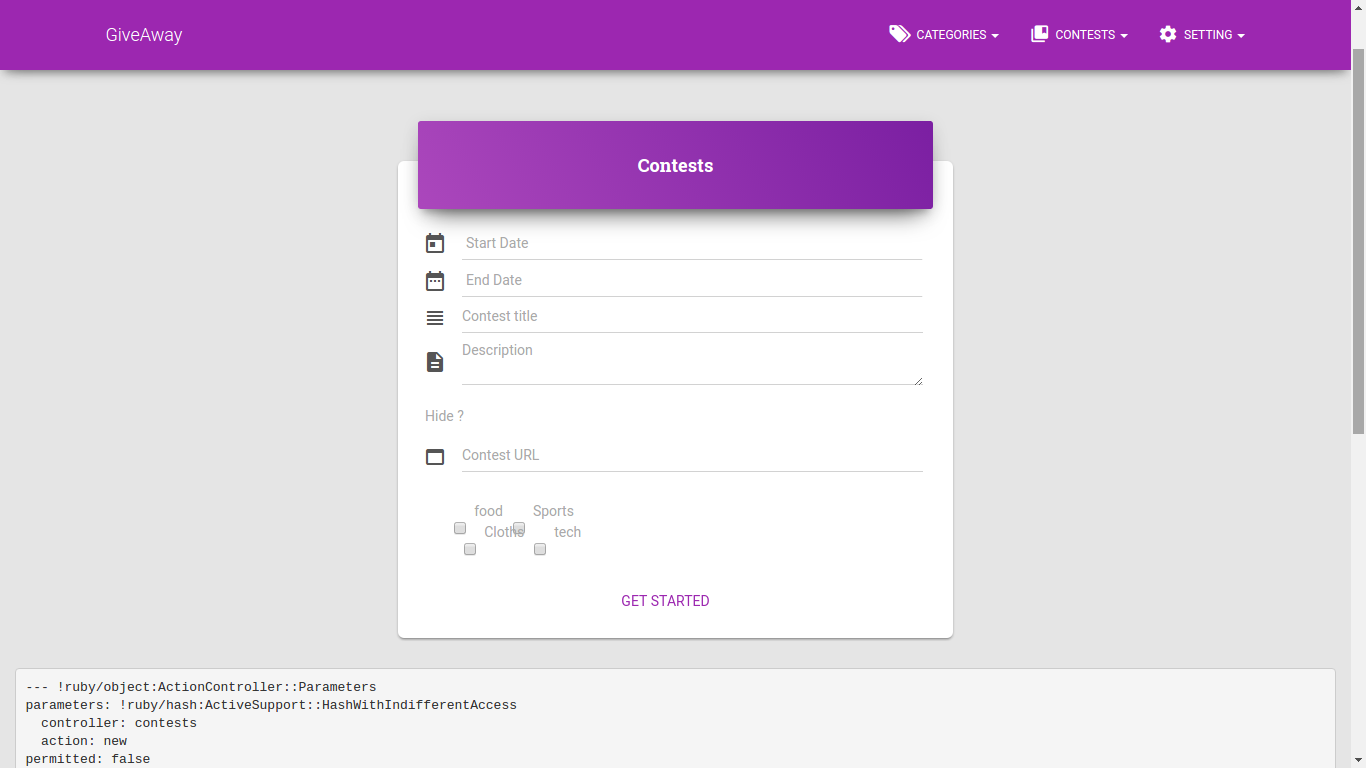 GiveAway CATEGORIES CONTESTS SETTING
Contests
Start Date
End Date
Contest title
Description
Hide ?
Contest URL
food Sports
Cloths tech
GET STARTED
--- !ruby/object:ActionController::Parameters
parameters: !ruby/hash:ActiveSupport::HashWithIndifferentAccess
  controller: contests
  action: new
permitted: false